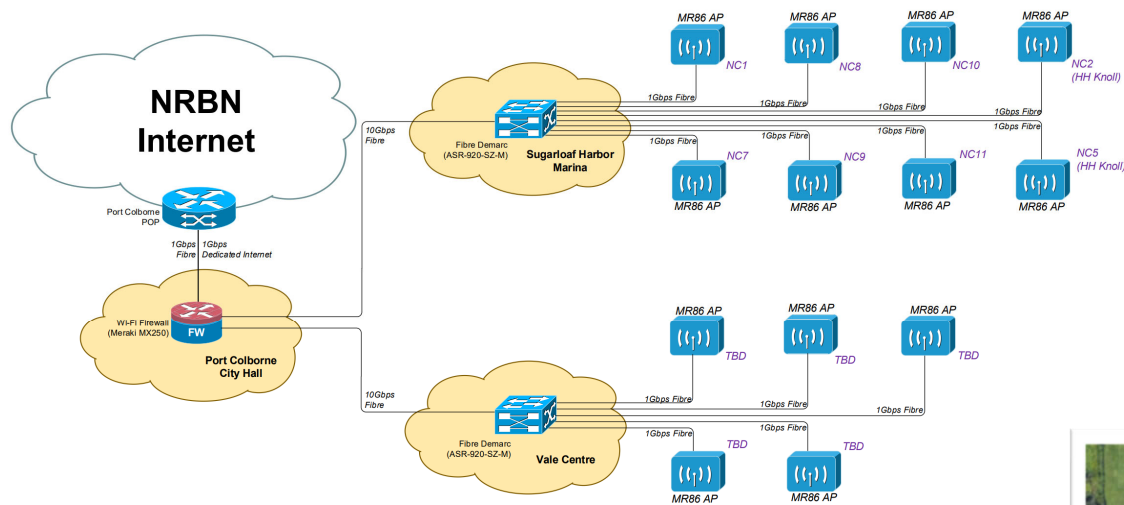 NRBN
Internet
Port Colborne
POP
1Gbps
Fibre
1Gbps
Dedicated Internet
Wi-Fi Firewall
(Meraki MX250)
FW
Port Colborne
City Hall
10Gbps
Fibre
Fibre Demarc
(ASR-920-SZ-M)
Sugarloaf Harbor
Marina
MR86 AP
NC1
1Gbps Fibre
MR86 AP
NC8
1Gbps Fibre
MR86 AP
NC10
1Gbps Fibre
MR86 AP
NC2
(HH Knoll)
1Gbps Fibre
1Gbps Fibre
NC7
MR86 AP
1Gbps Fibre
NC9
MR86 AP
1Gbps Fibre
NC11
MR86 AP
1Gbps Fibre
NC5
(HH Knoll)
MR86 AP
10Gbps
Fibre
Fibre Demarc
(ASR-920-SZ-M)
Vale Centre
MR86 AP
TBD
1Gbps Fibre
MR86 AP
TBD
1Gbps Fibre
MR86 AP
TBD
1Gbps Fibre
1Gbps Fibre
TBD
MR86 AP
1Gbps Fibre
TBD
MR86 AP